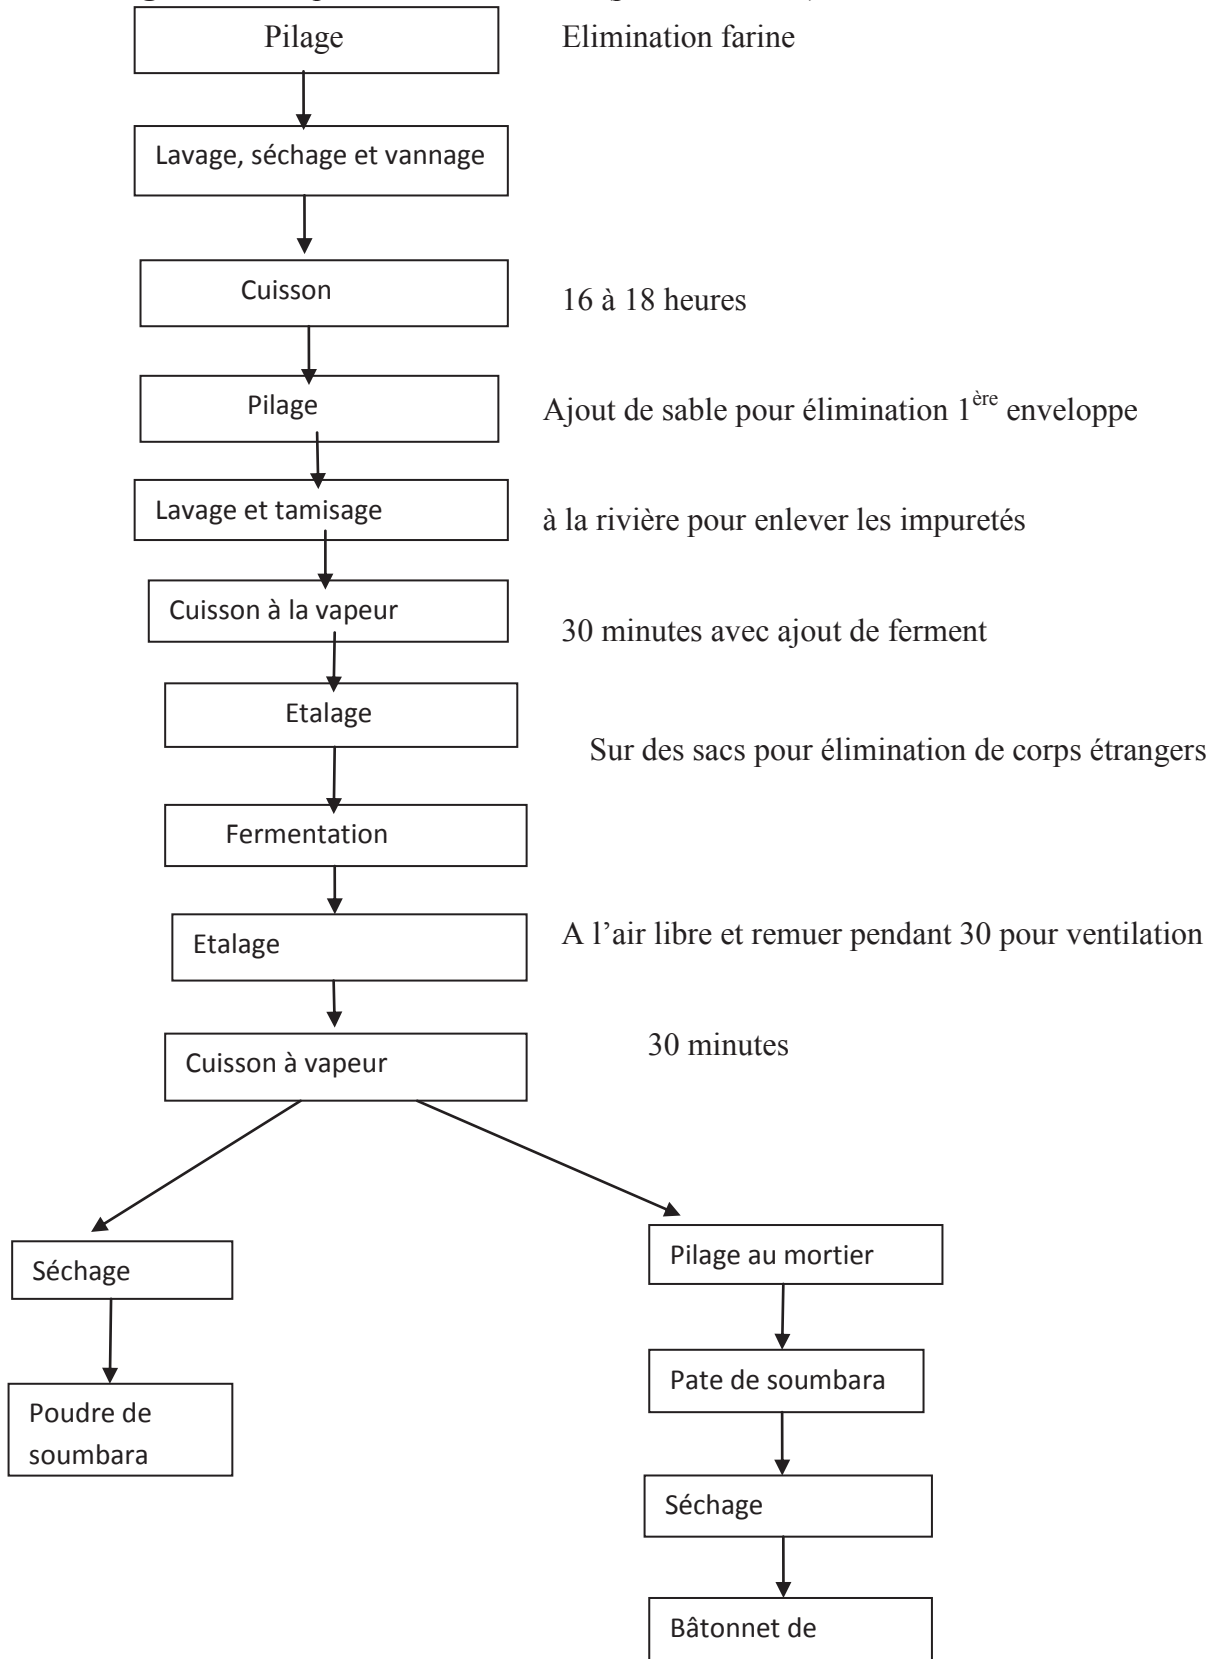 Pilage
Elimination farine
Lavage, séchage et vannage
Cuisson
16 à 18 heures
Pilage
Ajout de sable pour élimination 1ère enveloppe
Lavage et tamisage
à la rivière pour enlever les impuretés
Cuisson à la vapeur
30 minutes avec ajout de ferment
Etalage
Sur des sacs pour élimination de corps étrangers
Fermentation
Etalage
A l’air libre et remuer pendant 30 pour ventilation
Cuisson à vapeur
30 minutes
Séchage
Pilage au mortier
Poudre de
soumbara
Pate de soumbara
Séchage
Bâtonnet de